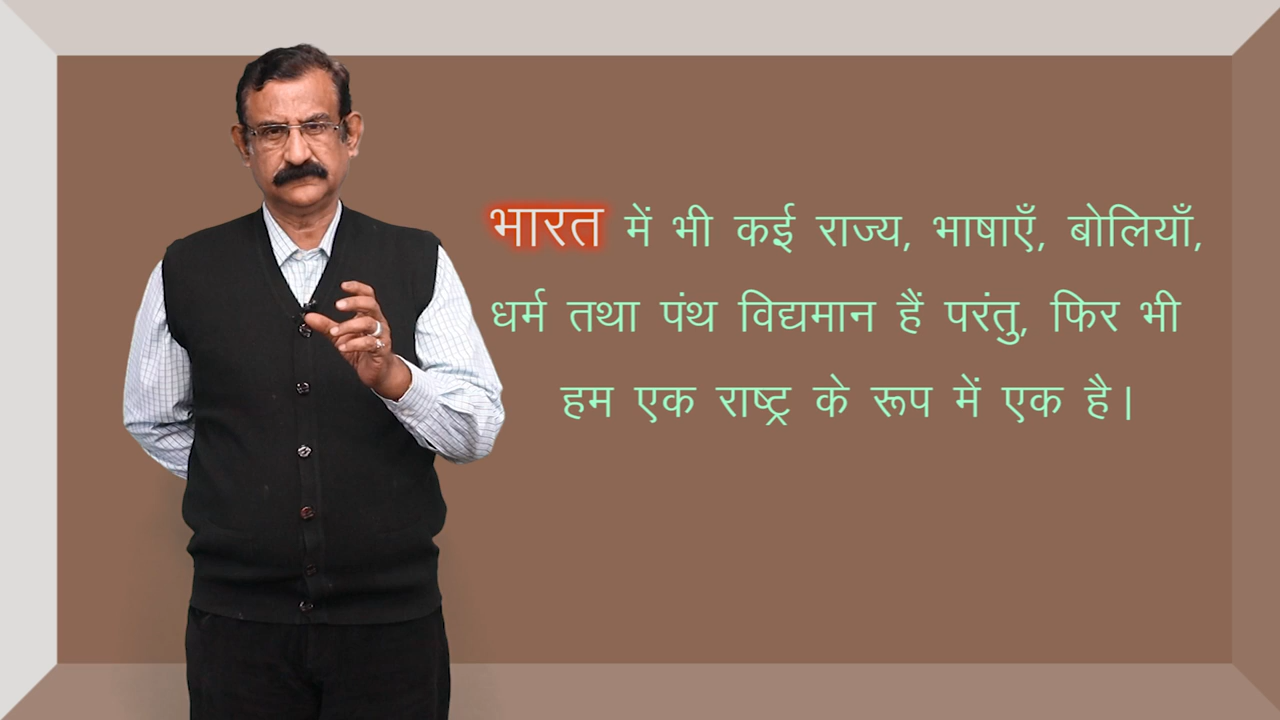 भारत में भी कई राज्य, भाषाएँ, बोलियाँ,
धर्म तथा पंथ विद्यमान हैं परंतु, फिर भी
हम एक राष्ट्र के रूप में एक है।